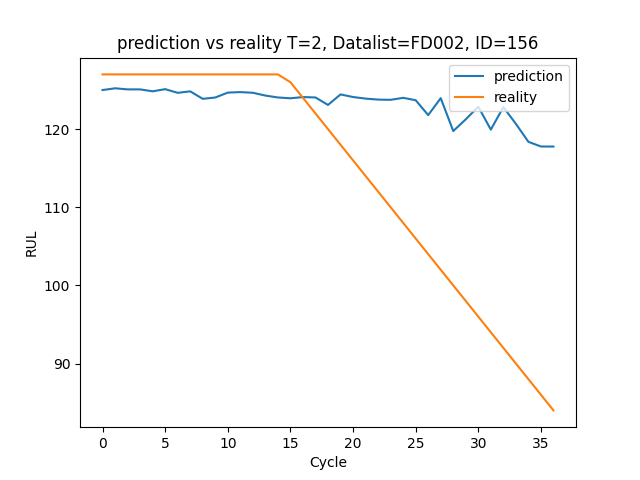 prediction vs reality T=2, Datalist=FD002, ID=156
prediction
reality
120
110
100
90
RUL
0 5 10 15 20 25 30 35
Cycle